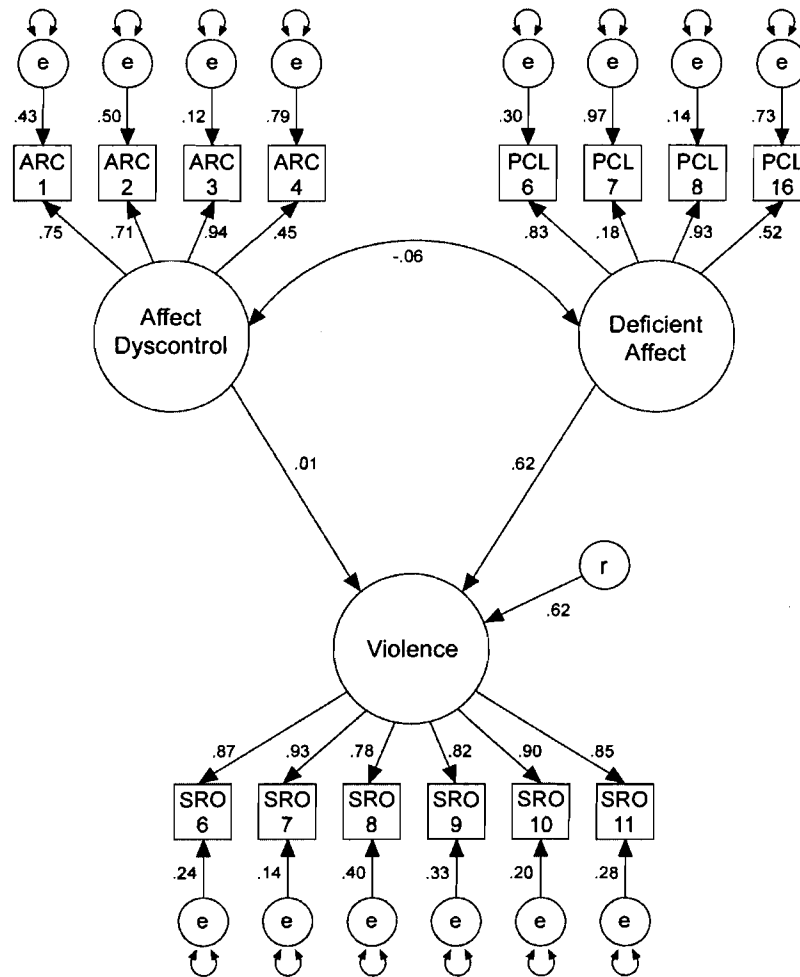 e e e e e e e e
.43 .50 .12 .79 .30 .97 .14 .73
ARC ARC ARC ARC PCL PCL PCL PCL
1 2 3 4 6 7 8 16
.75 .71 .94 .45 .83 .18 .93 .52
-.06
Affect
Dyscontrol
Deficient
Affect
.01 .62
r
.62
Violence
.87 .93 .78 .82 .90 .85
SRO SRO SRO SRO SRO SRO
6 7 8 9 10 11
.24 .14 .40 .33 .20 .28
e e e e e e